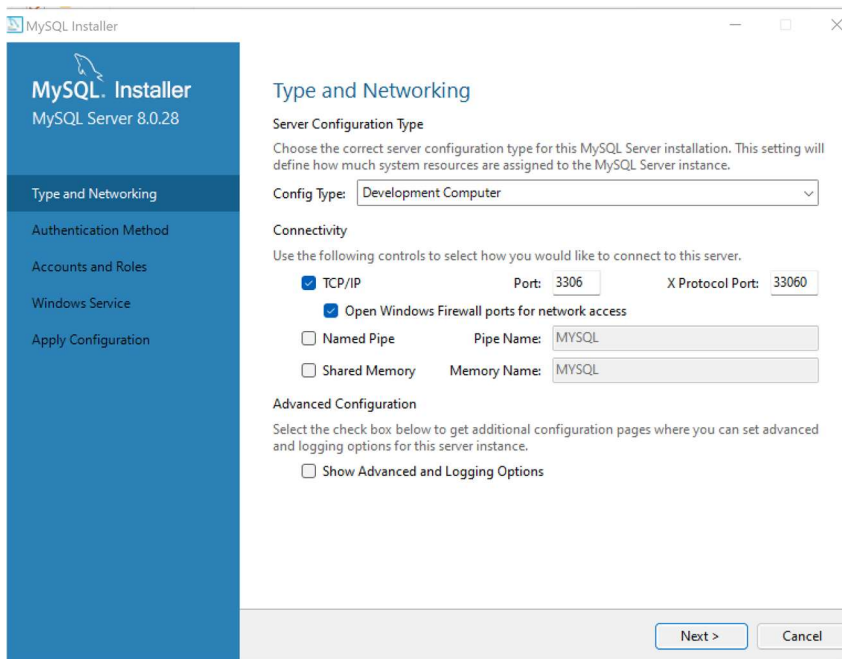 MySQL Installer
MySQL. Installer
MySQL Server 8.0.28
Type and Networking
Authentication Method
Accounts and Roles
Windows Service
Apply Configuration
Type and Networking
Server Configuration Type
Choose the correct server configuration type for this MySQL Server installation. This setting will
define how much system resources are assigned to the MySQL Server instance.
Config Type: Development Computer
Connectivity
Use the following controls to select how you would like to connect to this server.
TCP/IP Port: 3306 X Protocol Port: 33060
Open Windows Firewall ports for network access
Named Pipe Pipe Name: MYSQL
Shared Memory Memory Name: MYSQL
Advanced Configuration
Select the check box below to get additional configuration pages where you can set advanced
and logging options for this server instance.
Show Advanced and Logging Options
Next > Cancel